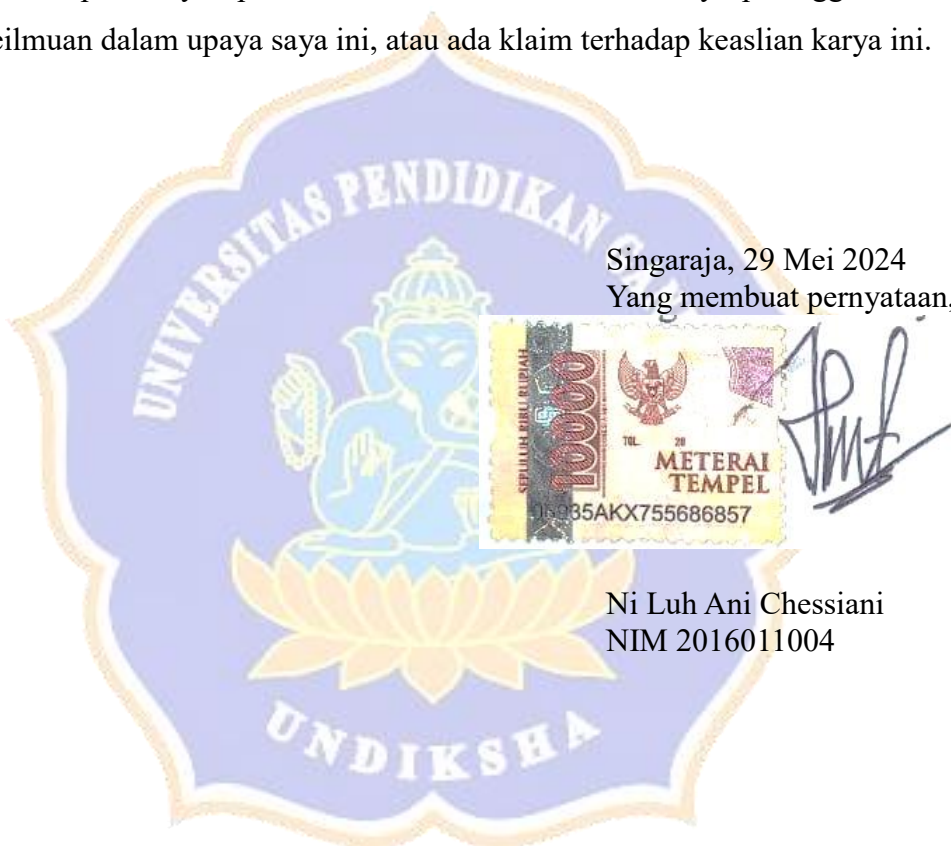 keilmuan dalam upaya saya ini, atau ada klaim terhadap keaslian karya ini.
UNIVERSITAS PENDIDIKAN
Singaraja, 29 Mei 2024
Yang membuat pernyataan,
SEPULUH RIBU RUPIAH
10000
TGL. 20
METERAI
TEMPEL
935AKX755686857
Ni Luh Ani Chessiani
NIM 2016011004
UNDIKSHA